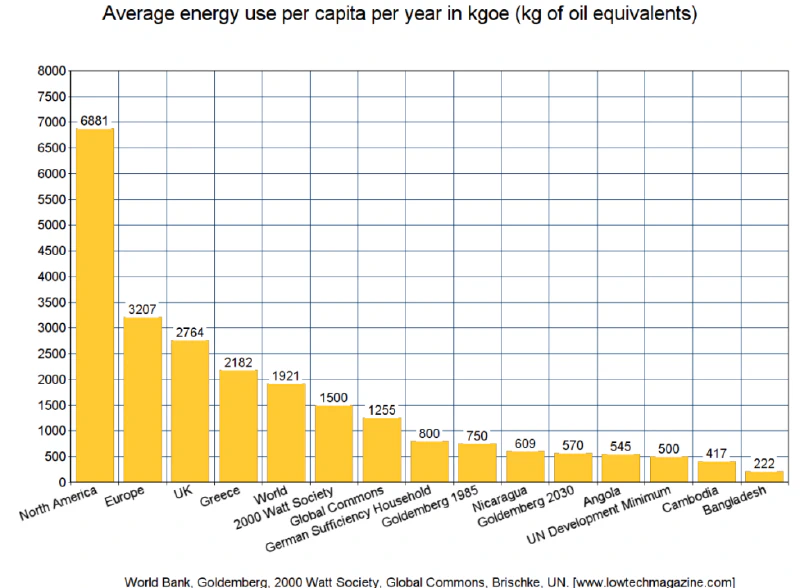 Average energy use per capita per year in kgoe (kg of oil equivalents)
8000
7500
7000
6500
6000
5500
5000
4500
4000
3500
3000
2500
2000
1500
1000
500
0
6881
3207
2764
2182
1921
1500
1255
800
750
609
570
545
500
417
222
North America
Europe
UK
Greece
World
2000 Watt Society
Global Commons
German Sufficiency Household
Goldemberg 1985
Nicaragua
Goldemberg 2030
Angola
UN Development Minimum
Cambodia
Bangladesh
World Bank, Goldemberg, 2000 Watt Society, Global Commons, Brischke, UN. [www.lowtechmagazine.com]